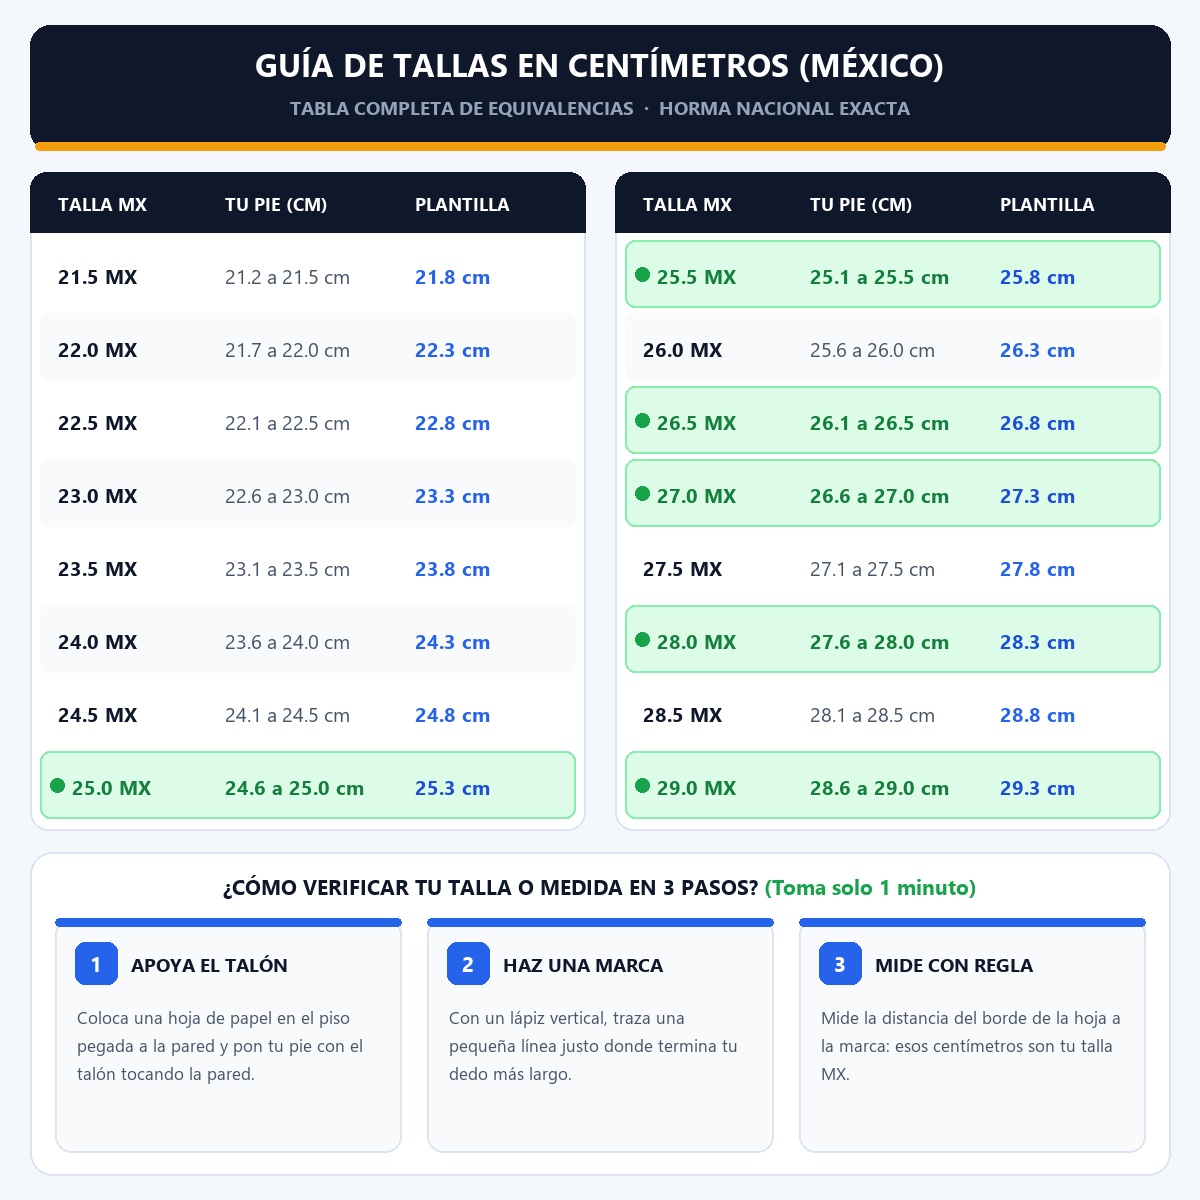 GUÍA DE TALLAS EN CENTÍMETROS (MÉXICO)
TABLA COMPLETA DE EQUIVALENCIAS · HORMA NACIONAL EXACTA
TALLA MX TU PIE (CM) PLANTILLA
21.5 MX 21.2 a 21.5 cm 21.8 cm
22.0 MX 21.7 a 22.0 cm 22.3 cm
22.5 MX 22.1 a 22.5 cm 22.8 cm
23.0 MX 22.6 a 23.0 cm 23.3 cm
23.5 MX 23.1 a 23.5 cm 23.8 cm
24.0 MX 23.6 a 24.0 cm 24.3 cm
24.5 MX 24.1 a 24.5 cm 24.8 cm
25.0 MX 24.6 a 25.0 cm 25.3 cm
TALLA MX TU PIE (CM) PLANTILLA
25.5 MX 25.1 a 25.5 cm 25.8 cm
26.0 MX 25.6 a 26.0 cm 26.3 cm
26.5 MX 26.1 a 26.5 cm 26.8 cm
27.0 MX 26.6 a 27.0 cm 27.3 cm
27.5 MX 27.1 a 27.5 cm 27.8 cm
28.0 MX 27.6 a 28.0 cm 28.3 cm
28.5 MX 28.1 a 28.5 cm 28.8 cm
29.0 MX 28.6 a 29.0 cm 29.3 cm
¿CÓMO VERIFICAR TU TALLA O MEDIDA EN 3 PASOS? (Toma solo 1 minuto)
1 APOYA EL TALÓN
Coloca una hoja de papel en el piso
pegada a la pared y pon tu pie con el
talón tocando la pared.
2 HAZ UNA MARCA
Con un lápiz vertical, traza una
pequeña línea justo donde termina tu
dedo más largo.
3 MIDE CON REGLA
Mide la distancia del borde de la hoja a
la marca: esos centímetros son tu talla
MX.